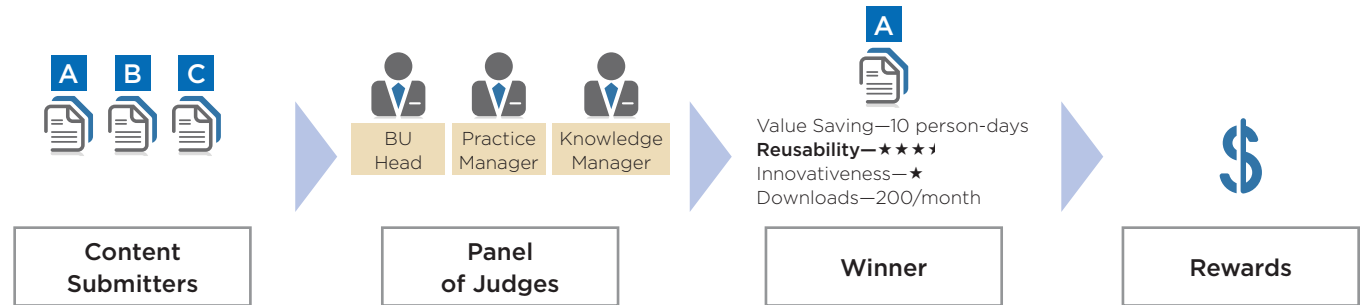 A
B
C
BU
Head
Practice
Manager
Knowledge
Manager
A
Value Saving—10 person-days
Reusability—★★★⯨
Innovativeness—★
Downloads—200/month
$
Content
Submitters
Panel
of Judges
Winner
Rewards